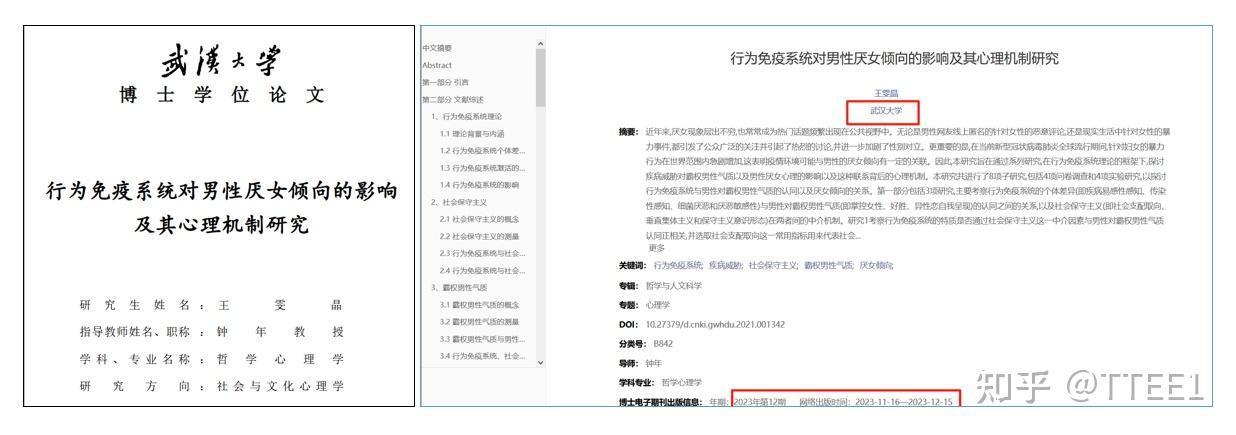 武汉大学
博士学位论文
行为免疫系统对男性厌女倾向的影响
及其心理机制研究
研究生姓名：王雯晶
指导教师姓名、职称：钟年 教授
学科、专业名称：哲学心理学
研究方向：社会与文化心理学
中文摘要
Abstract
第一部分 引言
第二部分 文献综述
1、行为免疫系统理论
1.1 理论背景与内涵
1.2 行为免疫系统个体差...
1.3 行为免疫系统激活的...
1.4 行为免疫系统的影响
2、社会保守主义
2.1 社会保守主义的概念
2.2 社会保守主义的测量
2.3 行为免疫系统与社会...
2.4 行为免疫系统与社会...
3、霸权男性气质
3.1 霸权男性气质的概念
3.2 霸权男性气质的测量
3.3 霸权男性气质与男性...
3.4 行为免疫系统、社会...
行为免疫系统对男性厌女倾向的影响及其心理机制研究
王雯晶
武汉大学
摘要： 近年来,厌女现象层出不穷,也常常成为热门话题频繁出现在公共视野中。无论是男性网友线上匿名的针对女性的恶意评论,还是现实生活中针对女性的暴
力事件,都引发了公众广泛的关注并引起了热烈的讨论,并进一步加剧了性别对立。更重要的是,在当前新型冠状病毒肺炎全球流行期间,针对妇女的暴力
行为在世界范围内急剧增加,这表明疫情环境可能与男性的厌女倾向有一定的联系。因此,本研究旨在通过系列研究,在行为免疫系统理论的框架下,探讨
疾病威胁对霸权男性气质以及男性厌女心理的影响以及这种联系背后的心理机制。本研究共进行了8项子研究,包括4项问卷调查和4项实验研究,以探讨
行为免疫系统与男性对霸权男性气质的认同以及厌女倾向的关系。第一部分包括3项研究,主要考察行为免疫系统的个体差异(即疾病易感性感知、传染
性感知、细菌厌恶和厌恶敏感性)与男性对霸权男性气质(即掌控女性、好胜、异性恋自我呈现)的认同之间的关系,以及社会保守主义(即社会支配取向、
垂直集体主义和保守主义意识形态)在两者间的中介机制。研究1考察行为免疫系统的特质是否通过社会保守主义这一中介因素与男性对霸权男性气质
认同正相关,并选取社会支配取向这一常用指标用来代表社会...
更多
关键词： 行为免疫系统; 疾病威胁; 社会保守主义; 霸权男性气质; 厌女倾向;
专辑： 哲学与人文科学
专题： 心理学
DOI： 10.27379/d.cnki.gwhdu.2021.001342
分类号： B842
导师： 钟年
学科专业： 哲学心理学
博士电子期刊出版信息： 年期：2023年第12期 网络出版时间：2023-11-16—2023-12-15
知乎 @TTEE1